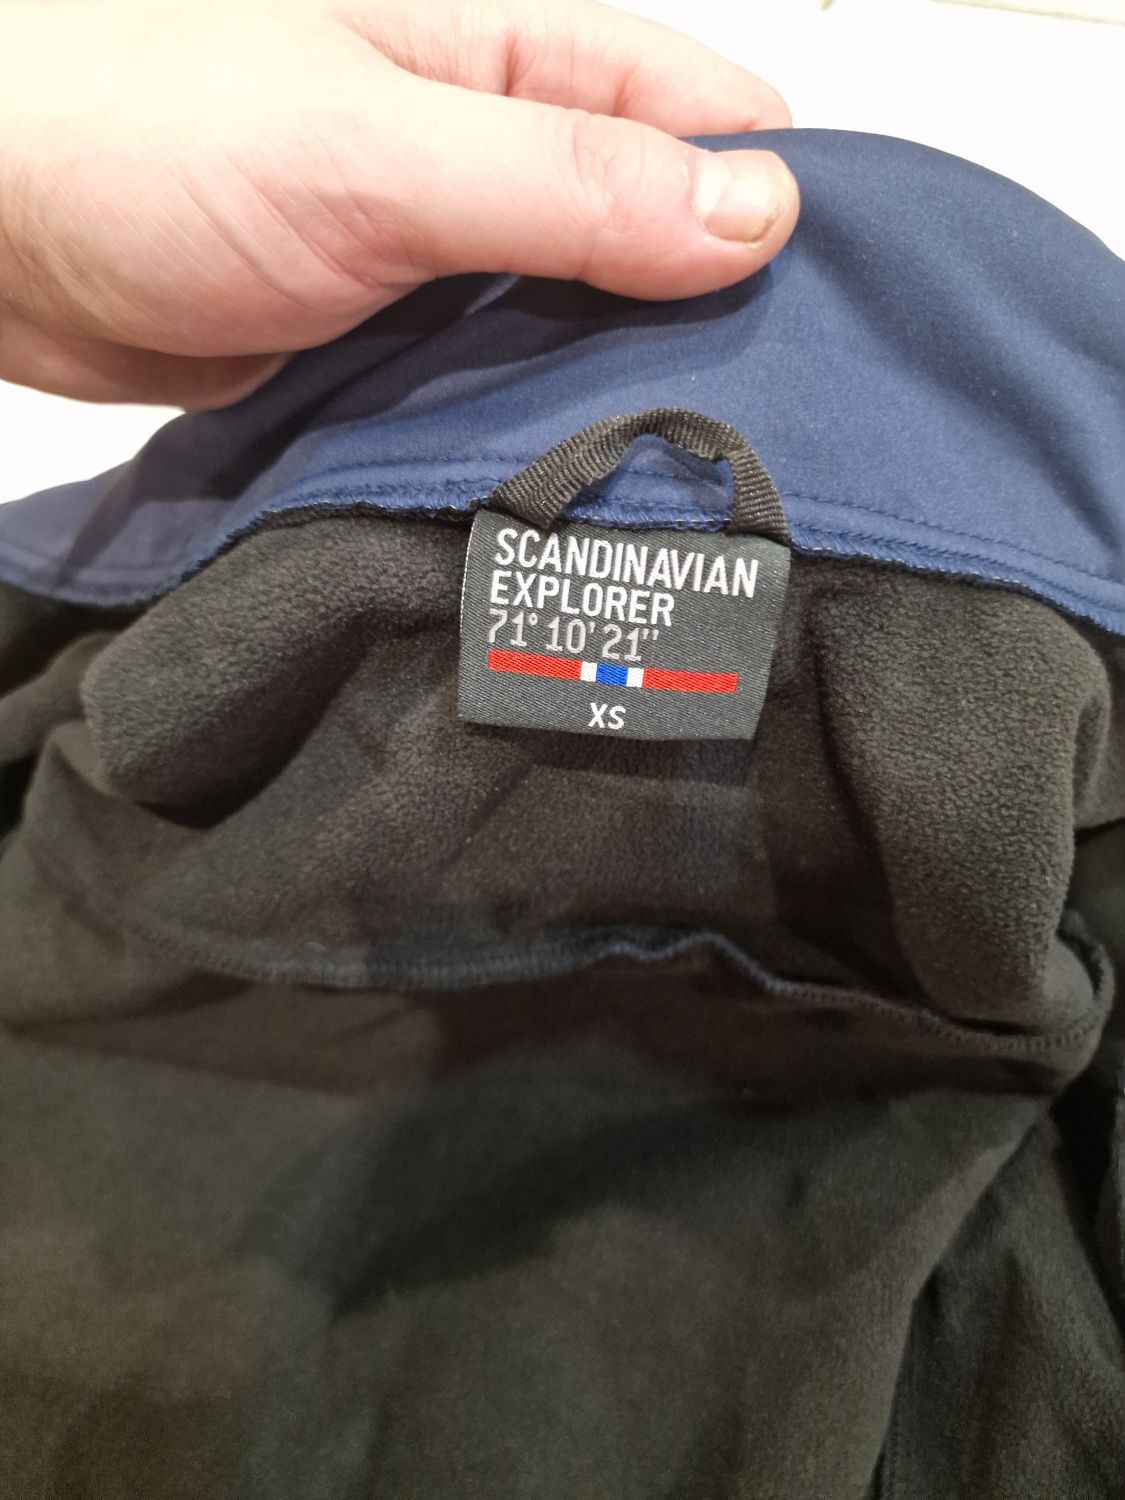 SCANDINAVIAN
EXPLORER
71° 10' 21"
XS